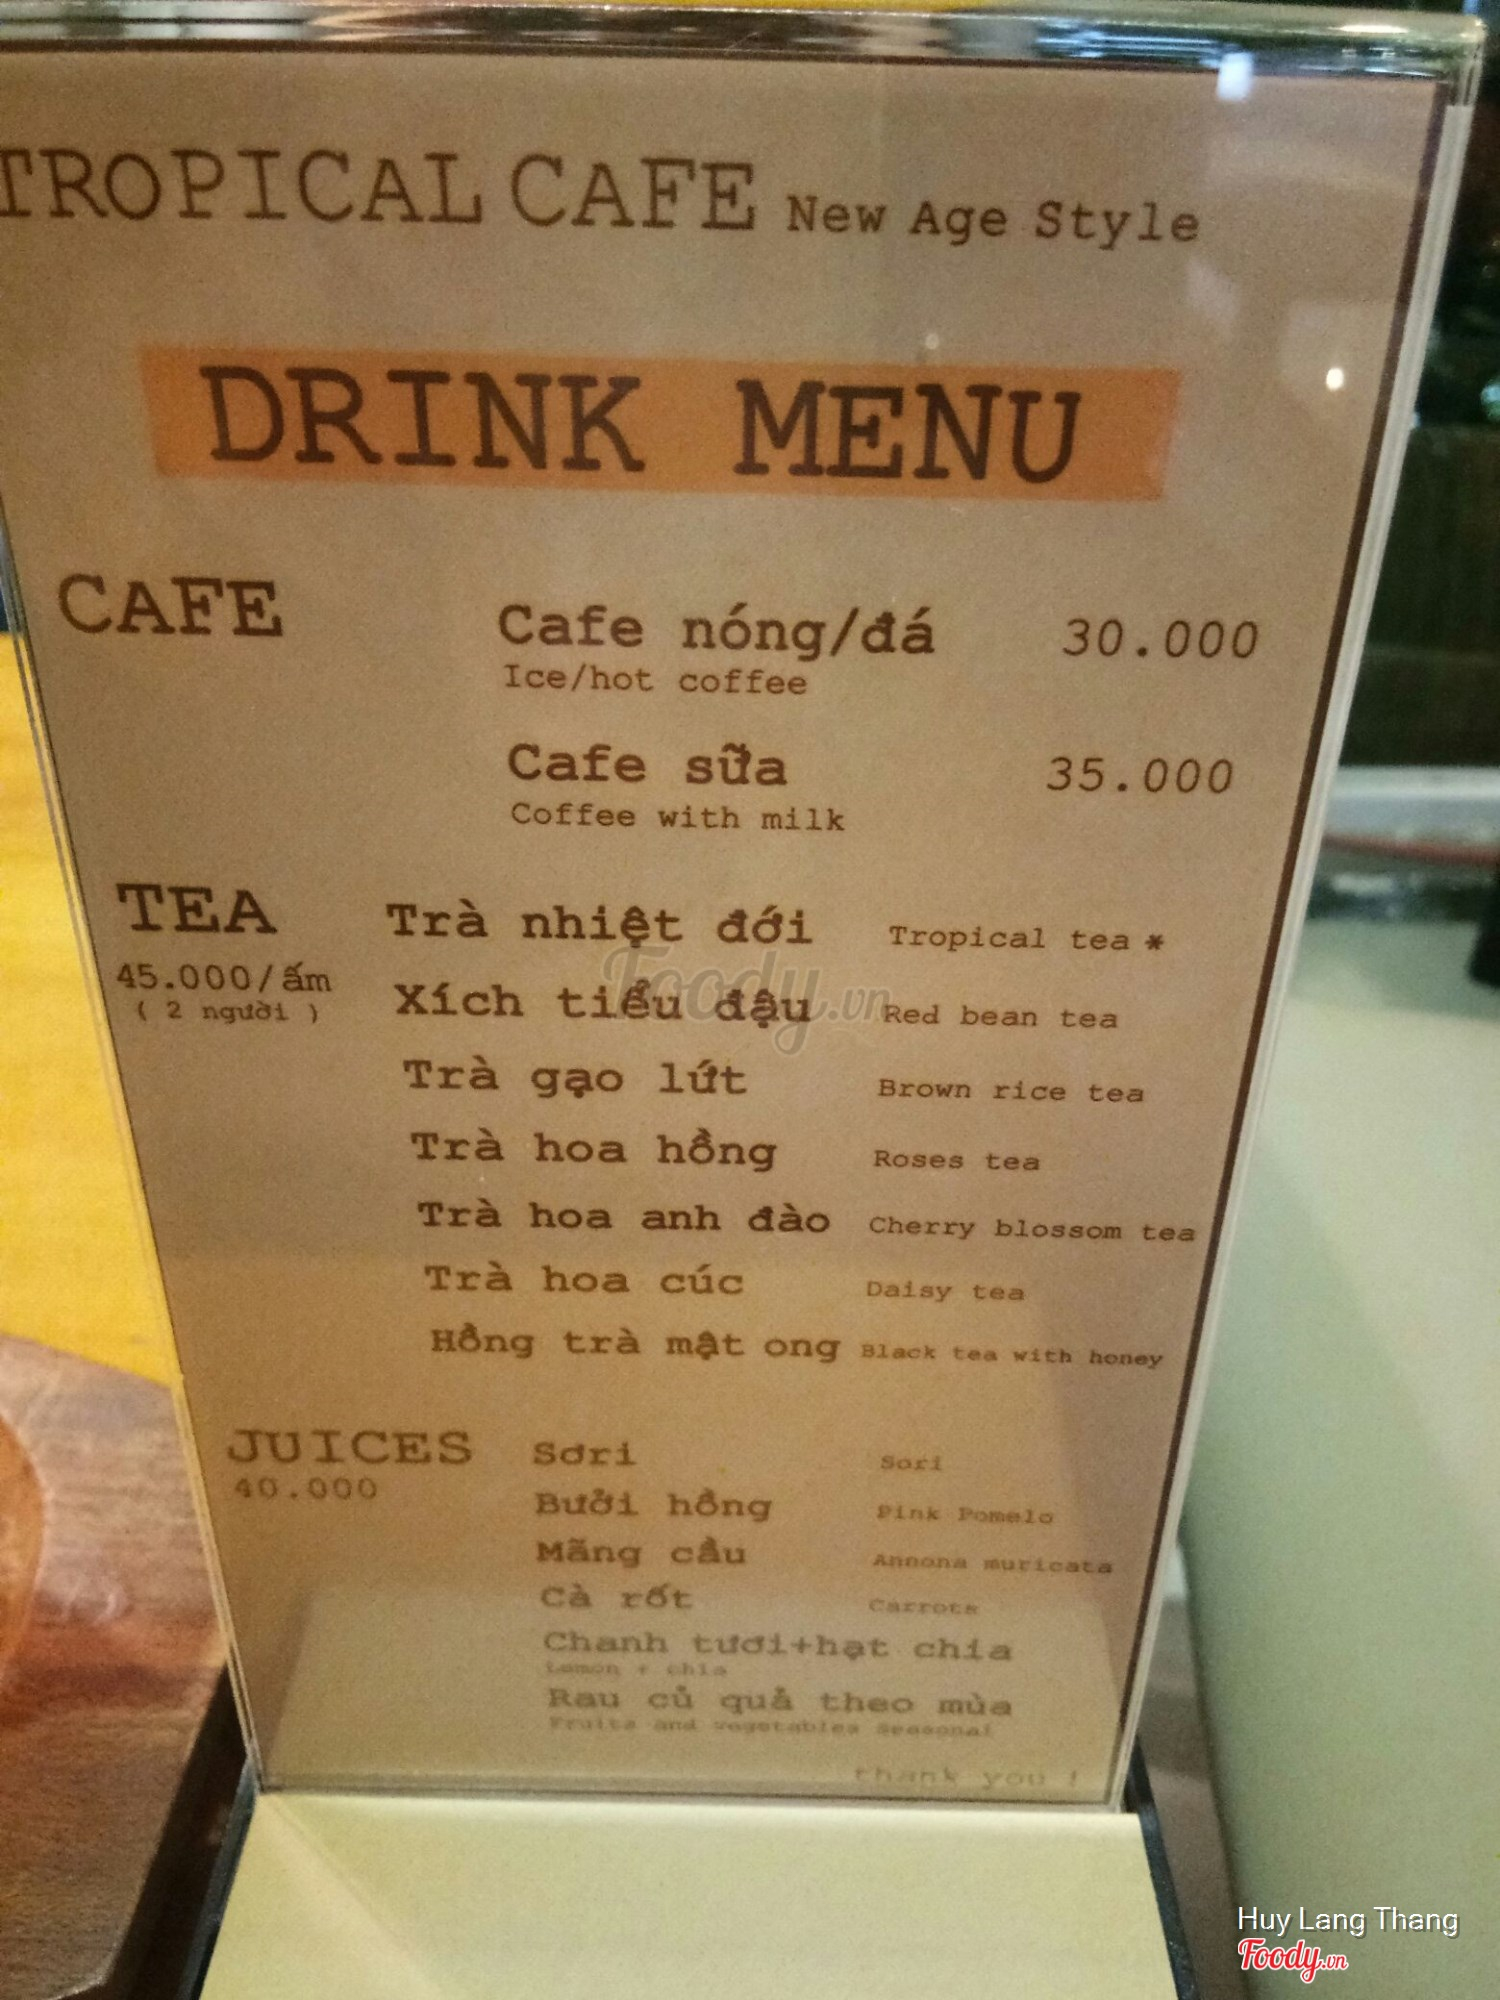 TROPICAL CAFE New Age Style
DRINK MENU
CAFE
Cafe nóng/đá 30.000
Ice/hot coffee
Cafe sữa 35.000
Coffee with milk
TEA
45.000/ấm
( 2 người )
Trà nhiệt đới Tropical tea *
Xích tiểu đậu Red bean tea
Trà gạo lứt Brown rice tea
Trà hoa hồng Roses tea
Trà hoa anh đào Cherry blossom tea
Trà hoa cúc Daisy tea
Hồng trà mật ong Black tea with honey
JUICES
40.000
Sơri Sori
Bưởi hồng Pink Pomelo
Mãng cầu Annona muricata
Cà rốt Carrots
Chanh tươi+hạt chia
Lemon + chia
Rau củ quả theo mùa
Fruits and vegetables seasonal
thank you !
Foody.vn
Huy Lang Thang
Foody.vn